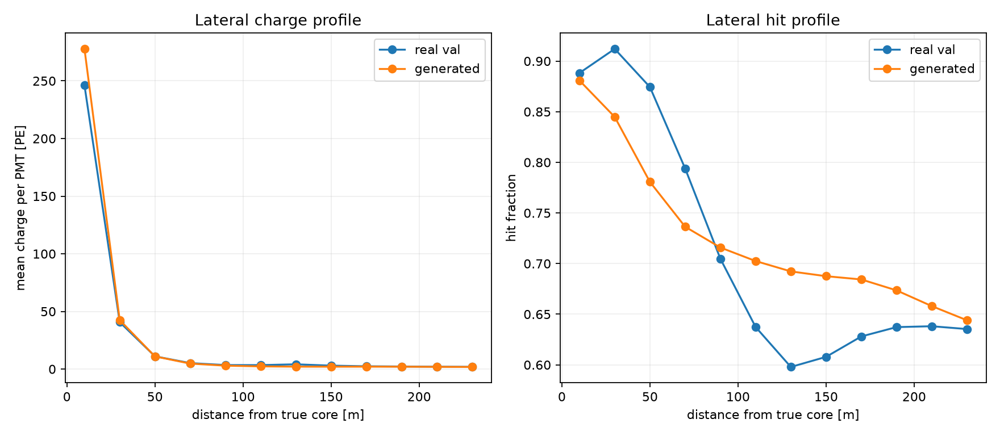 Lateral charge profile
real val
generated
250
200
150
100
50
0
mean charge per PMT [PE]
0
50
100
150
200
distance from true core [m]
Lateral hit profile
real val
generated
0.90
0.85
0.80
0.75
0.70
0.65
0.60
hit fraction
0
50
100
150
200
distance from true core [m]